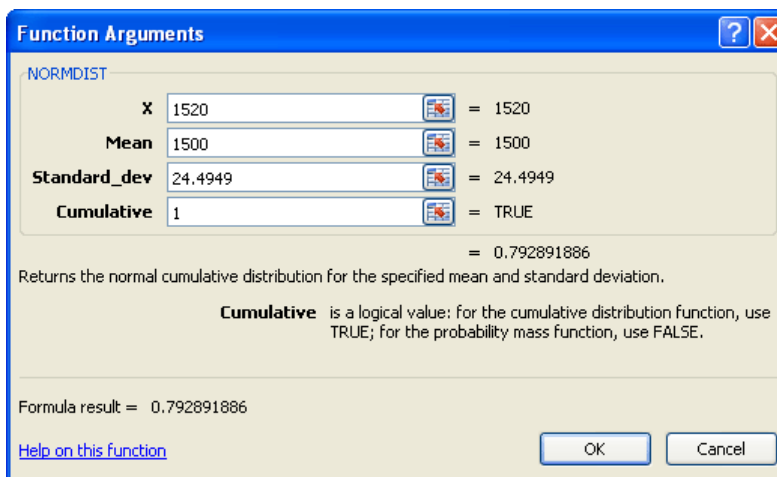 Function Arguments
NORMDIST
X 1520 = 1520
Mean 1500 = 1500
Standard_dev 24.4949 = 24.4949
Cumulative 1 = TRUE
= 0.792891886
Returns the normal cumulative distribution for the specified mean and standard deviation.
Cumulative is a logical value: for the cumulative distribution function, use
TRUE; for the probability mass function, use FALSE.
Formula result = 0.792891886
Help on this function OK Cancel